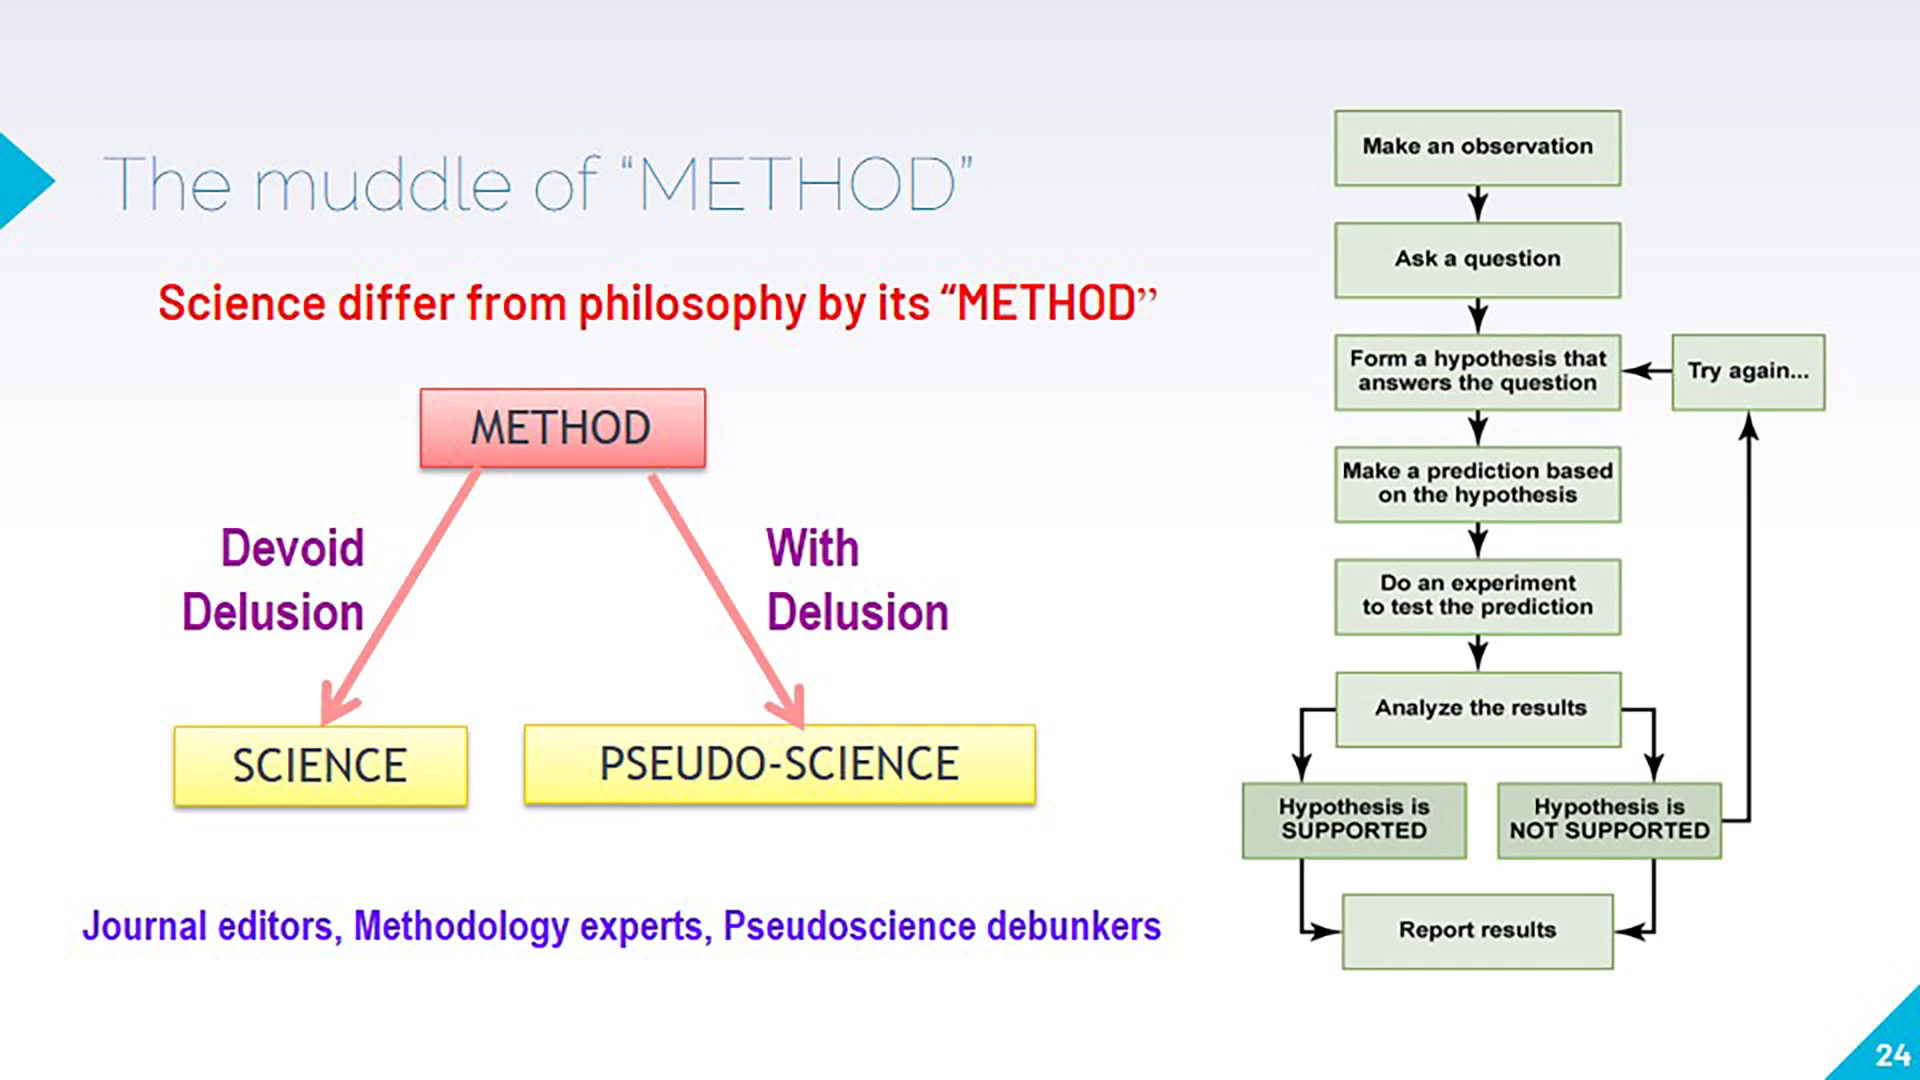 The muddle of “METHOD”
Science differ from philosophy by its “METHOD”
METHOD
Devoid
Delusion
With
Delusion
SCIENCE
PSEUDO-SCIENCE
Journal editors, Methodology experts, Pseudoscience debunkers
Make an observation
Ask a question
Form a hypothesis that
answers the question
Try again...
Make a prediction based
on the hypothesis
Do an experiment
to test the prediction
Analyze the results
Hypothesis is
SUPPORTED
Hypothesis is
NOT SUPPORTED
Report results
24